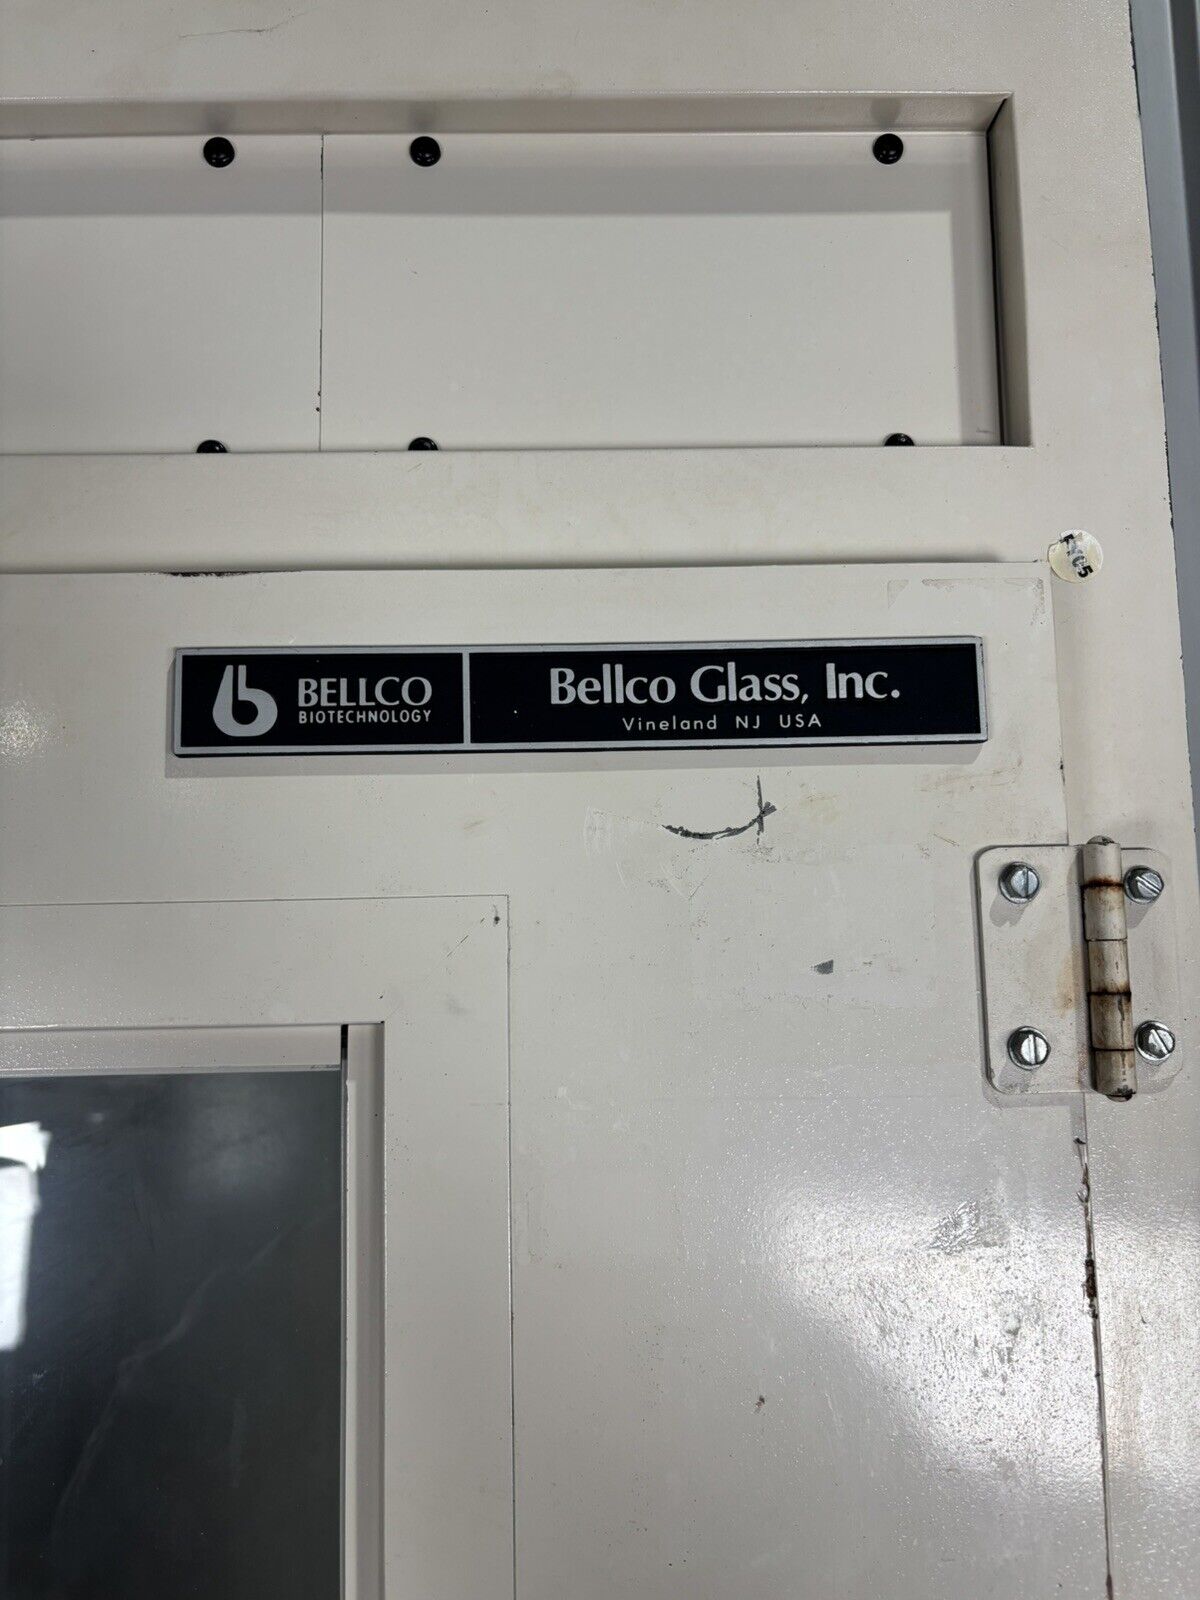 BELLCO
BIOTECHNOLOGY
Bellco Glass, Inc.
Vineland NJ USA